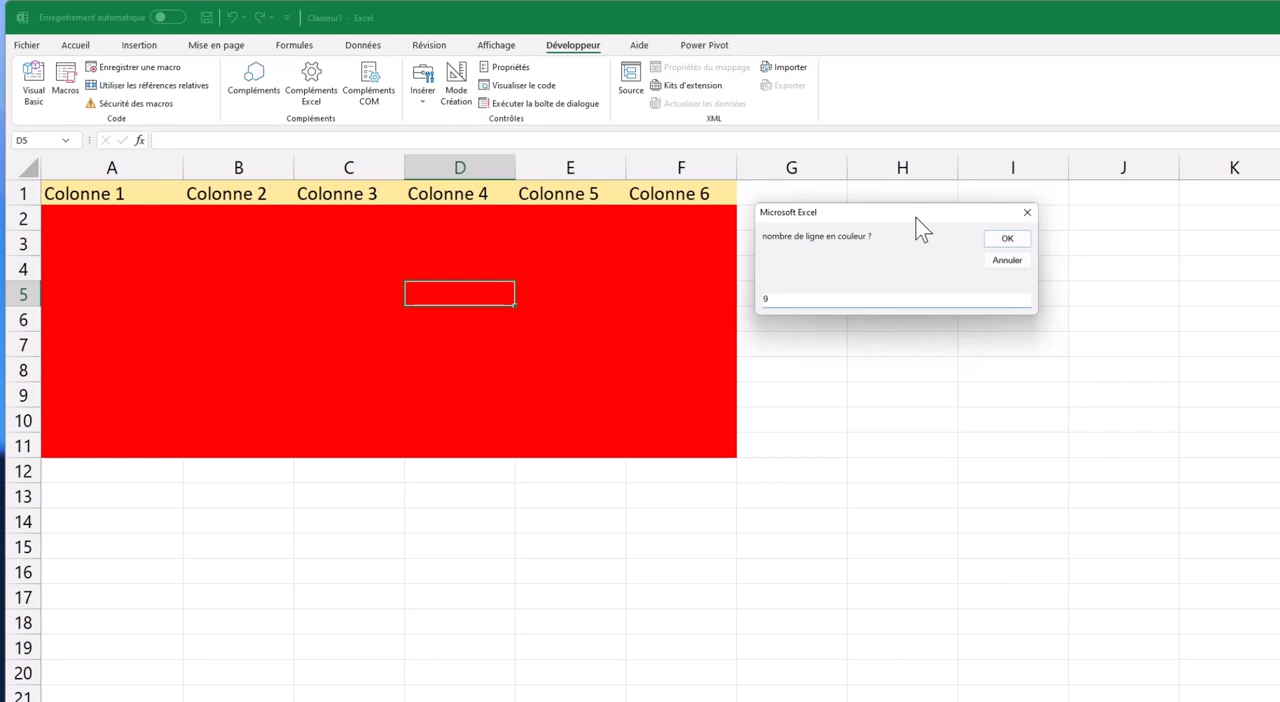 Enregistrement automatique
Classeur1 - Excel
Fichier Accueil Insertion Mise en page Formules Données Révision Affichage Développeur Aide Power Pivot
Visual Basic
Macros
Enregistrer une macro
Utiliser les références relatives
Sécurité des macros
Code
Compléments
Compléments Excel
Compléments COM
Compléments
Insérer
Mode Création
Propriétés
Visualiser le code
Exécuter la boîte de dialogue
Contrôles
Source
Propriétés du mappage
Kits d'extension
Actualiser les données
Importer
Exporter
XML
D5
fx
A B C D E F G H I J K
1 Colonne 1 Colonne 2 Colonne 3 Colonne 4 Colonne 5 Colonne 6
2
3
4
5
6
7
8
9
10
11
12
13
14
15
16
17
18
19
20
21
Microsoft Excel
nombre de ligne en couleur ?
OK
Annuler
9